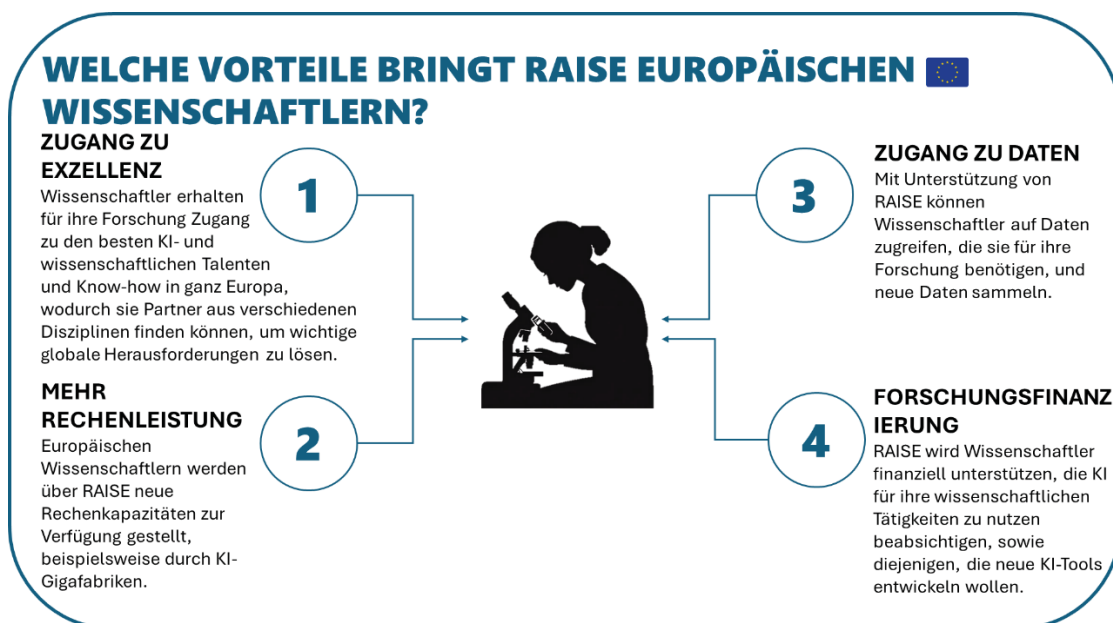 WELCHE VORTEILE BRINGT RAISE EUROPÄISCHEN
WISSENSCHAFTLERN?
ZUGANG ZU
EXZELLENZ
Wissenschaftler erhalten
für ihre Forschung Zugang
zu den besten KI- und
wissenschaftlichen Talenten
und Know-how in ganz Europa,
wodurch sie Partner aus verschiedenen
Disziplinen finden können, um wichtige
globale Herausforderungen zu lösen.
1
MEHR
RECHENLEISTUNG
Europäischen
Wissenschaftlern werden
über RAISE neue
Rechenkapazitäten zur
Verfügung gestellt,
beispielsweise durch KI-
Gigafabriken.
2
3
ZUGANG ZU DATEN
Mit Unterstützung von
RAISE können
Wissenschaftler auf Daten
zugreifen, die sie für ihre
Forschung benötigen, und
neue Daten sammeln.
4
FORSCHUNGSFINANZ
IERUNG
RAISE wird Wissenschaftler
finanziell unterstützen, die KI
für ihre wissenschaftlichen
Tätigkeiten zu nutzen
beabsichtigen, sowie
diejenigen, die neue KI-Tools
entwickeln wollen.